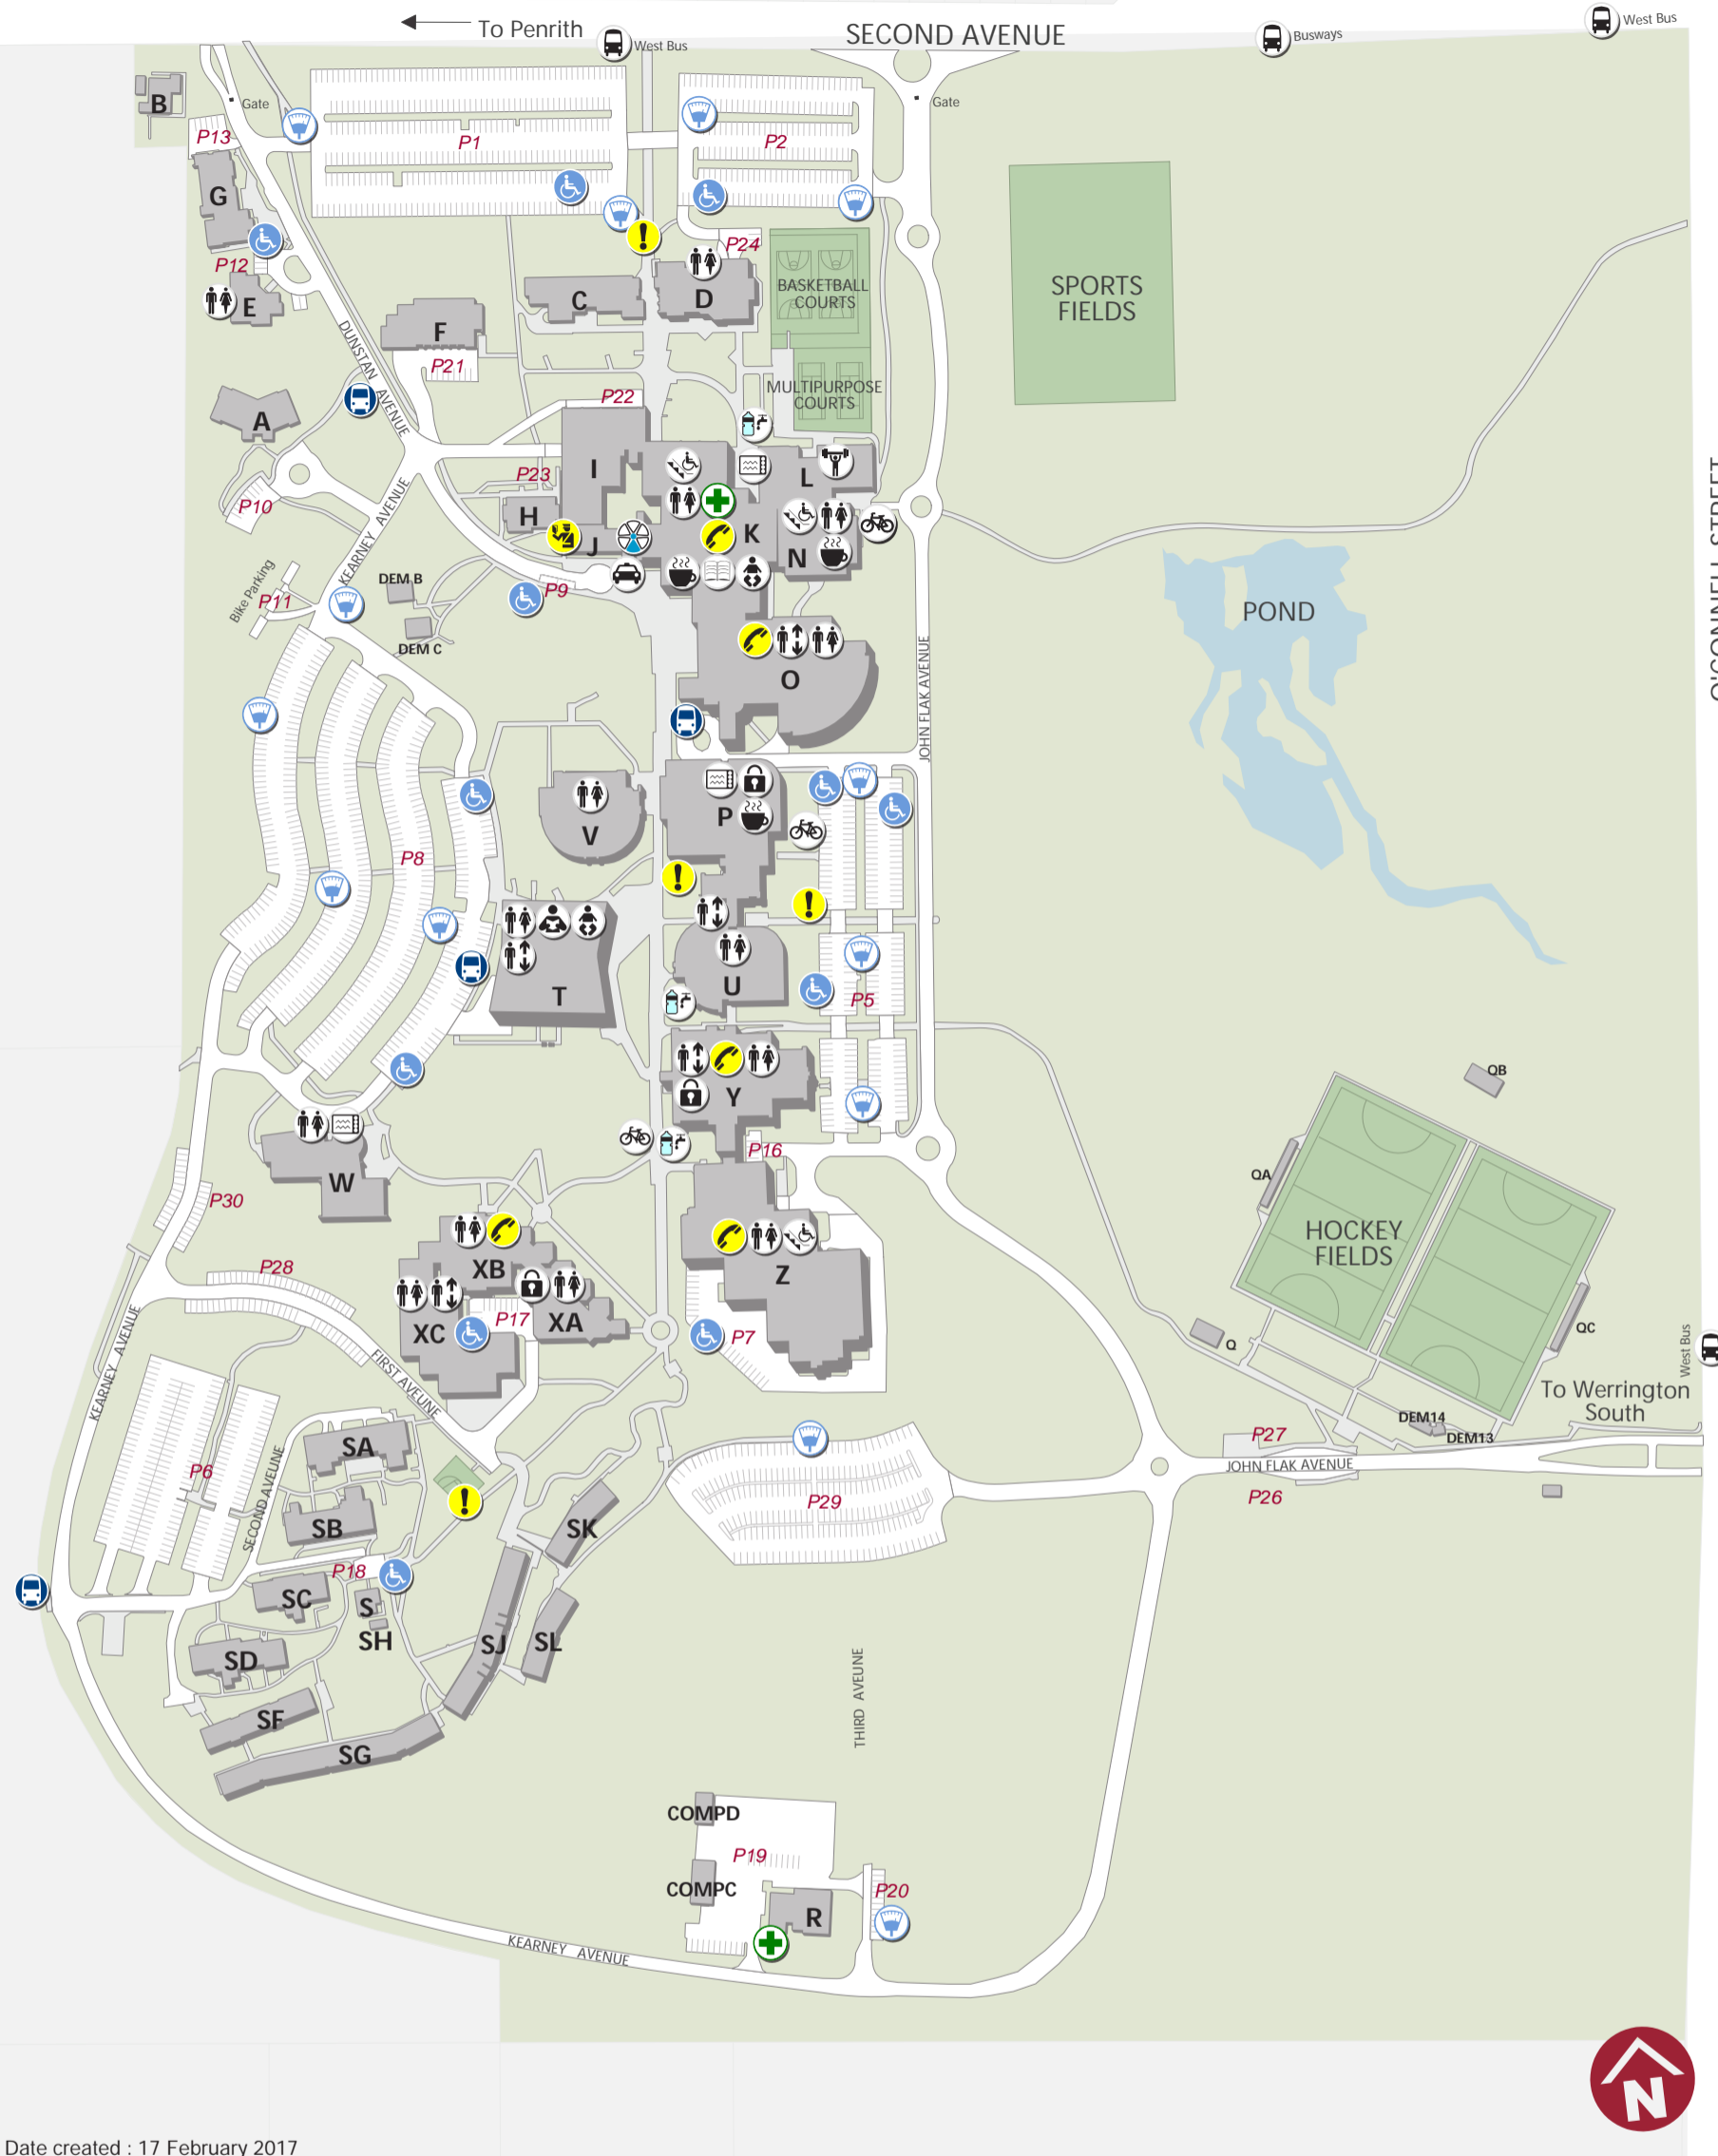 To Penrith
West Bus
SECOND AVENUE
Busways
West Bus
B
Gate
Gate
P13
P1
P2
G
P24
P12
E
C
D
BASKETBALL
COURTS
SPORTS
FIELDS
F
DUNSTAN AVENUE
P21
MULTIPURPOSE
COURTS
A
P22
I
L
P23
P10
H
J
K
N
KEARNEY AVENUE
O'CONNELL STREET
Bike Parking
P11
DEM B
P9
DEM C
POND
O
JOHN FLAK AVENUE
V
P
P8
T
U
P5
Y
QB
P16
QA
W
P30
HOCKEY
FIELDS
XB
Z
P28
P17
XC
XA
P7
Q
QC
West Bus
KEARNEY AVENUE
FIRST AVEUNE
To Werrington
South
DEM14
DEM13
P27
JOHN FLAK AVENUE
P26
SA
P6
SECOND AVEUNE
P29
SB
SK
P18
SC
S
SH
SJ
SL
SD
THIRD AVEUNE
SF
SG
COMPD
P19
COMPC
P20
R
KEARNEY AVENUE
N
Date created : 17 February 2017